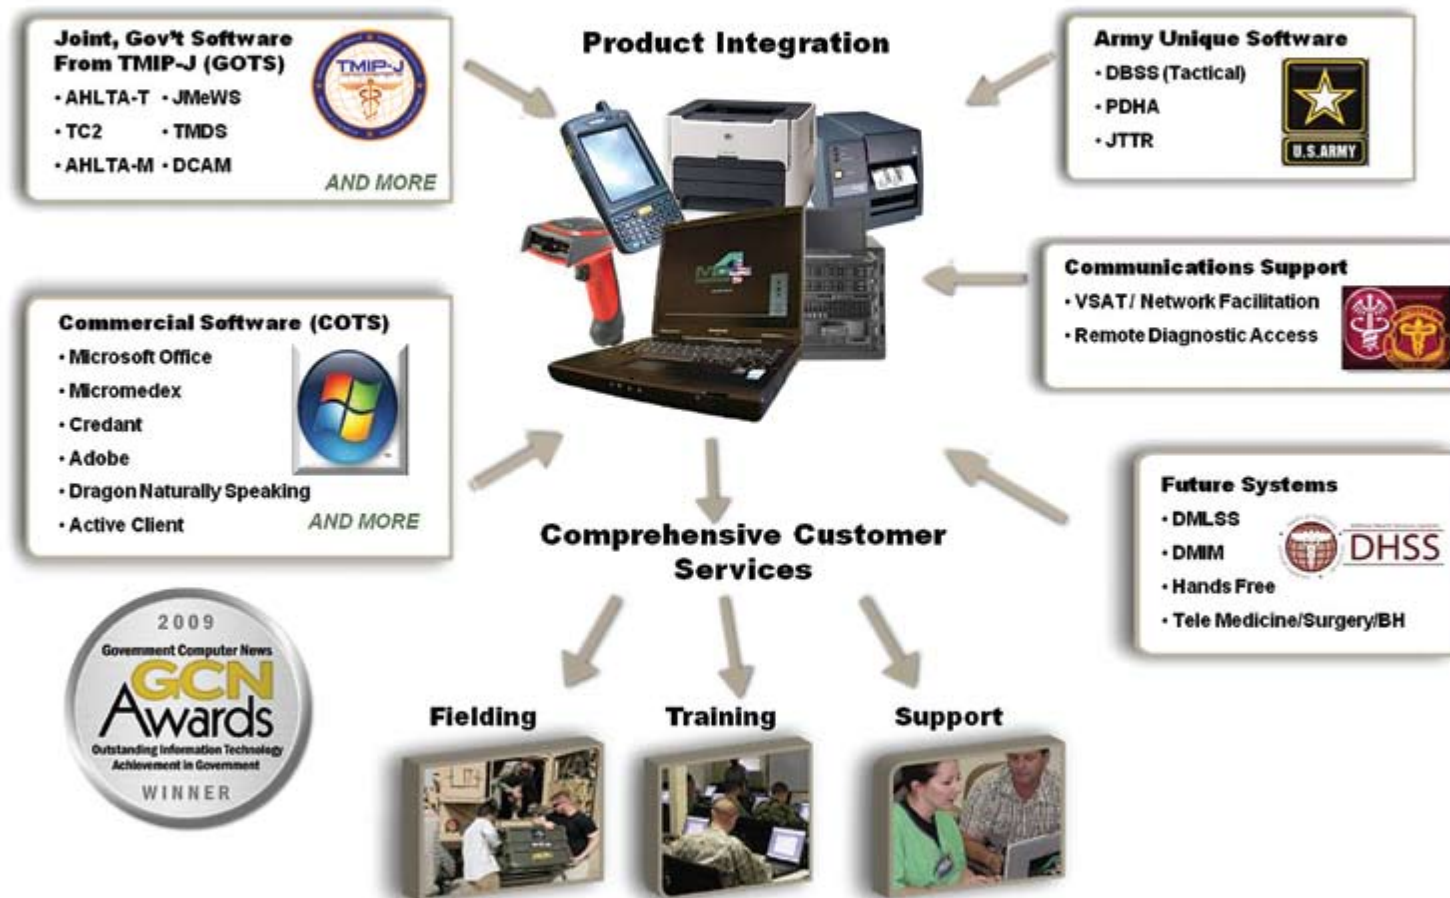 Joint, Gov't Software
From TMIP-J (GOTS)
• AHLTA-T • JMeWS
• TC2 • TMDS
• AHLTA-M • DCAM
AND MORE
TMIP-J
Product Integration
Army Unique Software
• DBSS (Tactical)
• PDHA
• JTTR
U.S.ARMY
Communications Support
• VSAT / Network Facilitation
• Remote Diagnostic Access
Commercial Software (COTS)
• Microsoft Office
• Micromedex
• Credant
• Adobe
• Dragon Naturally Speaking
• Active Client
AND MORE
MC4
Future Systems
• DMLSS
• DMIM
• Hands Free
• Tele Medicine/Surgery/BH
DHSS
Comprehensive Customer
Services
2009
Government Computer News
GCN
Awards
Outstanding Information Technology
Achievement in Government
WINNER
Fielding
Training
Support